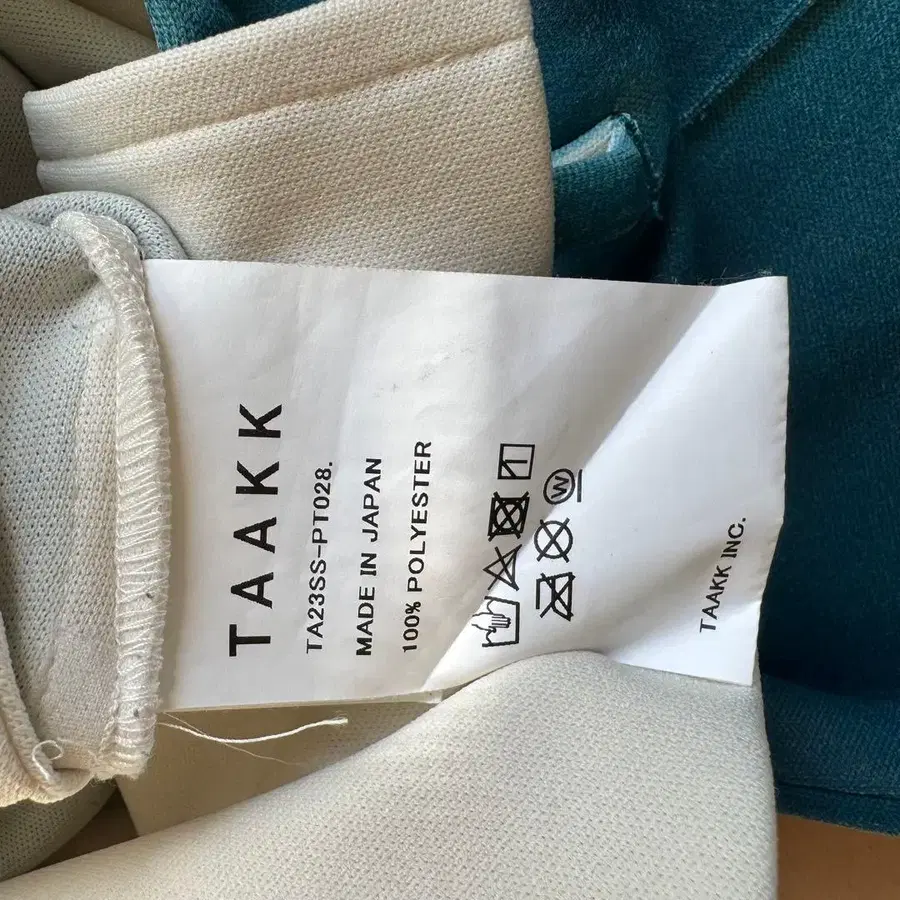 TAAKK
TA23SS-PT028.
MADE IN JAPAN
100% POLYESTER
W
TAAKK INC.